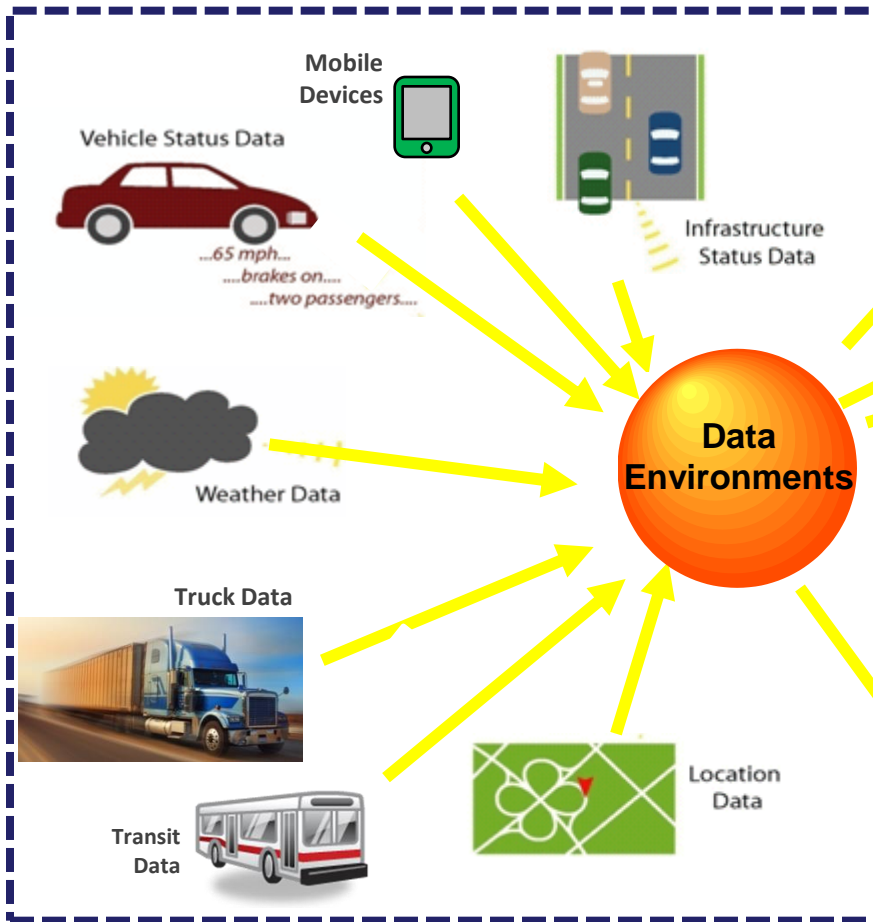 Mobile
Devices
Vehicle Status Data
...65 mph...
....brakes on....
....two passengers....
Infrastructure
Status Data
Data
Environments
Weather Data
Truck Data
Location
Data
Transit
Data